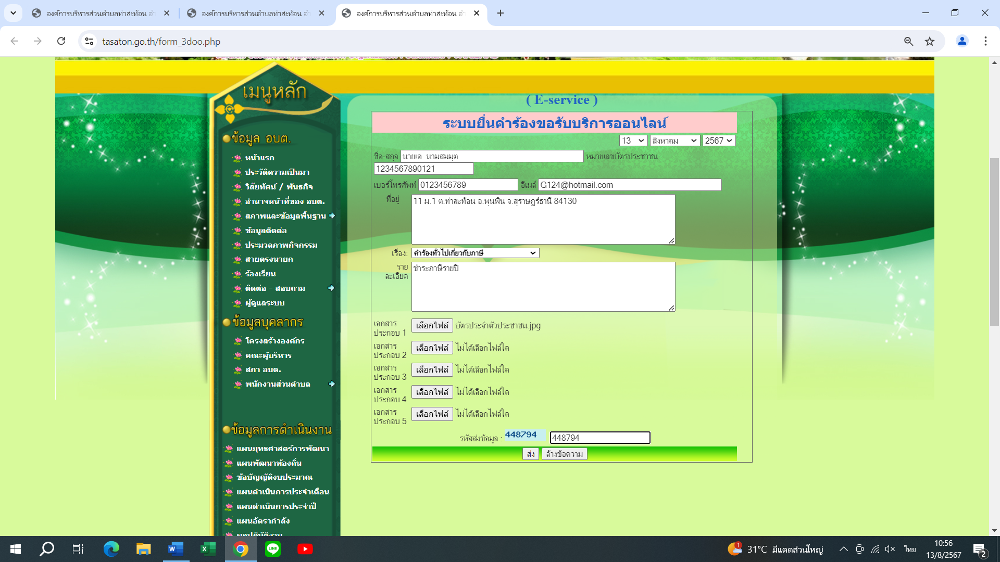 องค์การบริหารส่วนตำบลท่าสะท้อน อำ
องค์การบริหารส่วนตำบลท่าสะท้อน อำ
องค์การบริหารส่วนตำบลท่าสะท้อน อำ
tasaton.go.th/form_3doo.php
เมนูหลัก
ข้อมูล อบต.
หน้าแรก
ประวัติความเป็นมา
วิสัยทัศน์ / พันธกิจ
อำนาจหน้าที่ของ อบต.
สภาพและข้อมูลพื้นฐาน
ข้อมูลติดต่อ
ประมวลภาพกิจกรรม
สายตรงนายก
ร้องเรียน
ติดต่อ - สอบถาม
ผู้ดูแลระบบ
ข้อมูลบุคลากร
โครงสร้างองค์กร
คณะผู้บริหาร
สภา อบต.
พนักงานส่วนตำบล
ข้อมูลการดำเนินงาน
แผนยุทธศาสตร์การพัฒนา
แผนพัฒนาท้องถิ่น
ข้อบัญญัติงบประมาณ
แผนดำเนินการประจำเดือน
แผนดำเนินการประจำปี
แผนอัตรากำลัง
ผลปฏิบัติงาน
( E-service )
ระบบยื่นคำร้องขอรับบริการออนไลน์
13 สิงหาคม 2567
ชื่อ-สกุล นายเอ นามสมมุต หมายเลขบัตรประชาชน
1234567890121
เบอร์โทรศัพท์ 0123456789 อีเมล์ G124@hotmail.com
ที่อยู่ 11 ม.1 ต.ท่าสะท้อน อ.พุนพิน จ.สุราษฎร์ธานี 84130
เรื่อง: คำร้องทั่วไปเกี่ยวกับภาษี
ราย
ละเอียด
ชำระภาษีรายปี
เอกสาร
ประกอบ 1
เลือกไฟล์ บัตรประจำตัวประชาชน.jpg
เอกสาร
ประกอบ 2
เลือกไฟล์ ไม่ได้เลือกไฟล์ใด
เอกสาร
ประกอบ 3
เลือกไฟล์ ไม่ได้เลือกไฟล์ใด
เอกสาร
ประกอบ 4
เลือกไฟล์ ไม่ได้เลือกไฟล์ใด
เอกสาร
ประกอบ 5
เลือกไฟล์ ไม่ได้เลือกไฟล์ใด
รหัสส่งข้อมูล : 448794 448794
ส่ง ล้างข้อความ
1 31°C มีแดดส่วนใหญ่ ไทย
10:56
13/8/2567
2